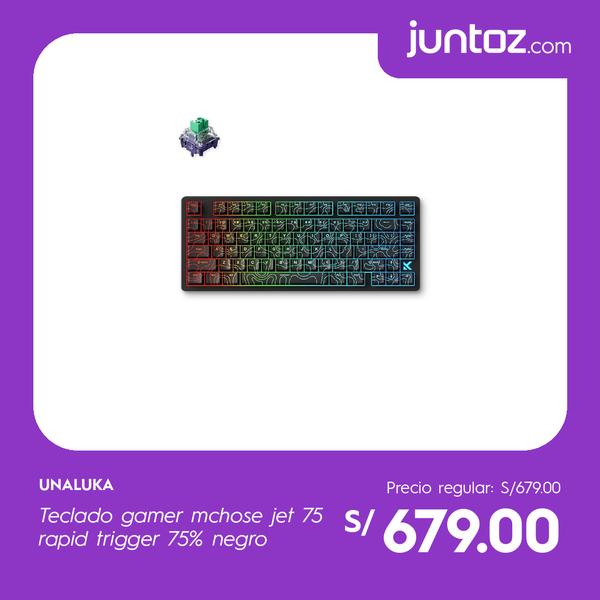 juntoz.com
UNALUKA
Teclado gamer mchose jet 75
rapid trigger 75% negro
Precio regular: S/679.00
S/ 679.00